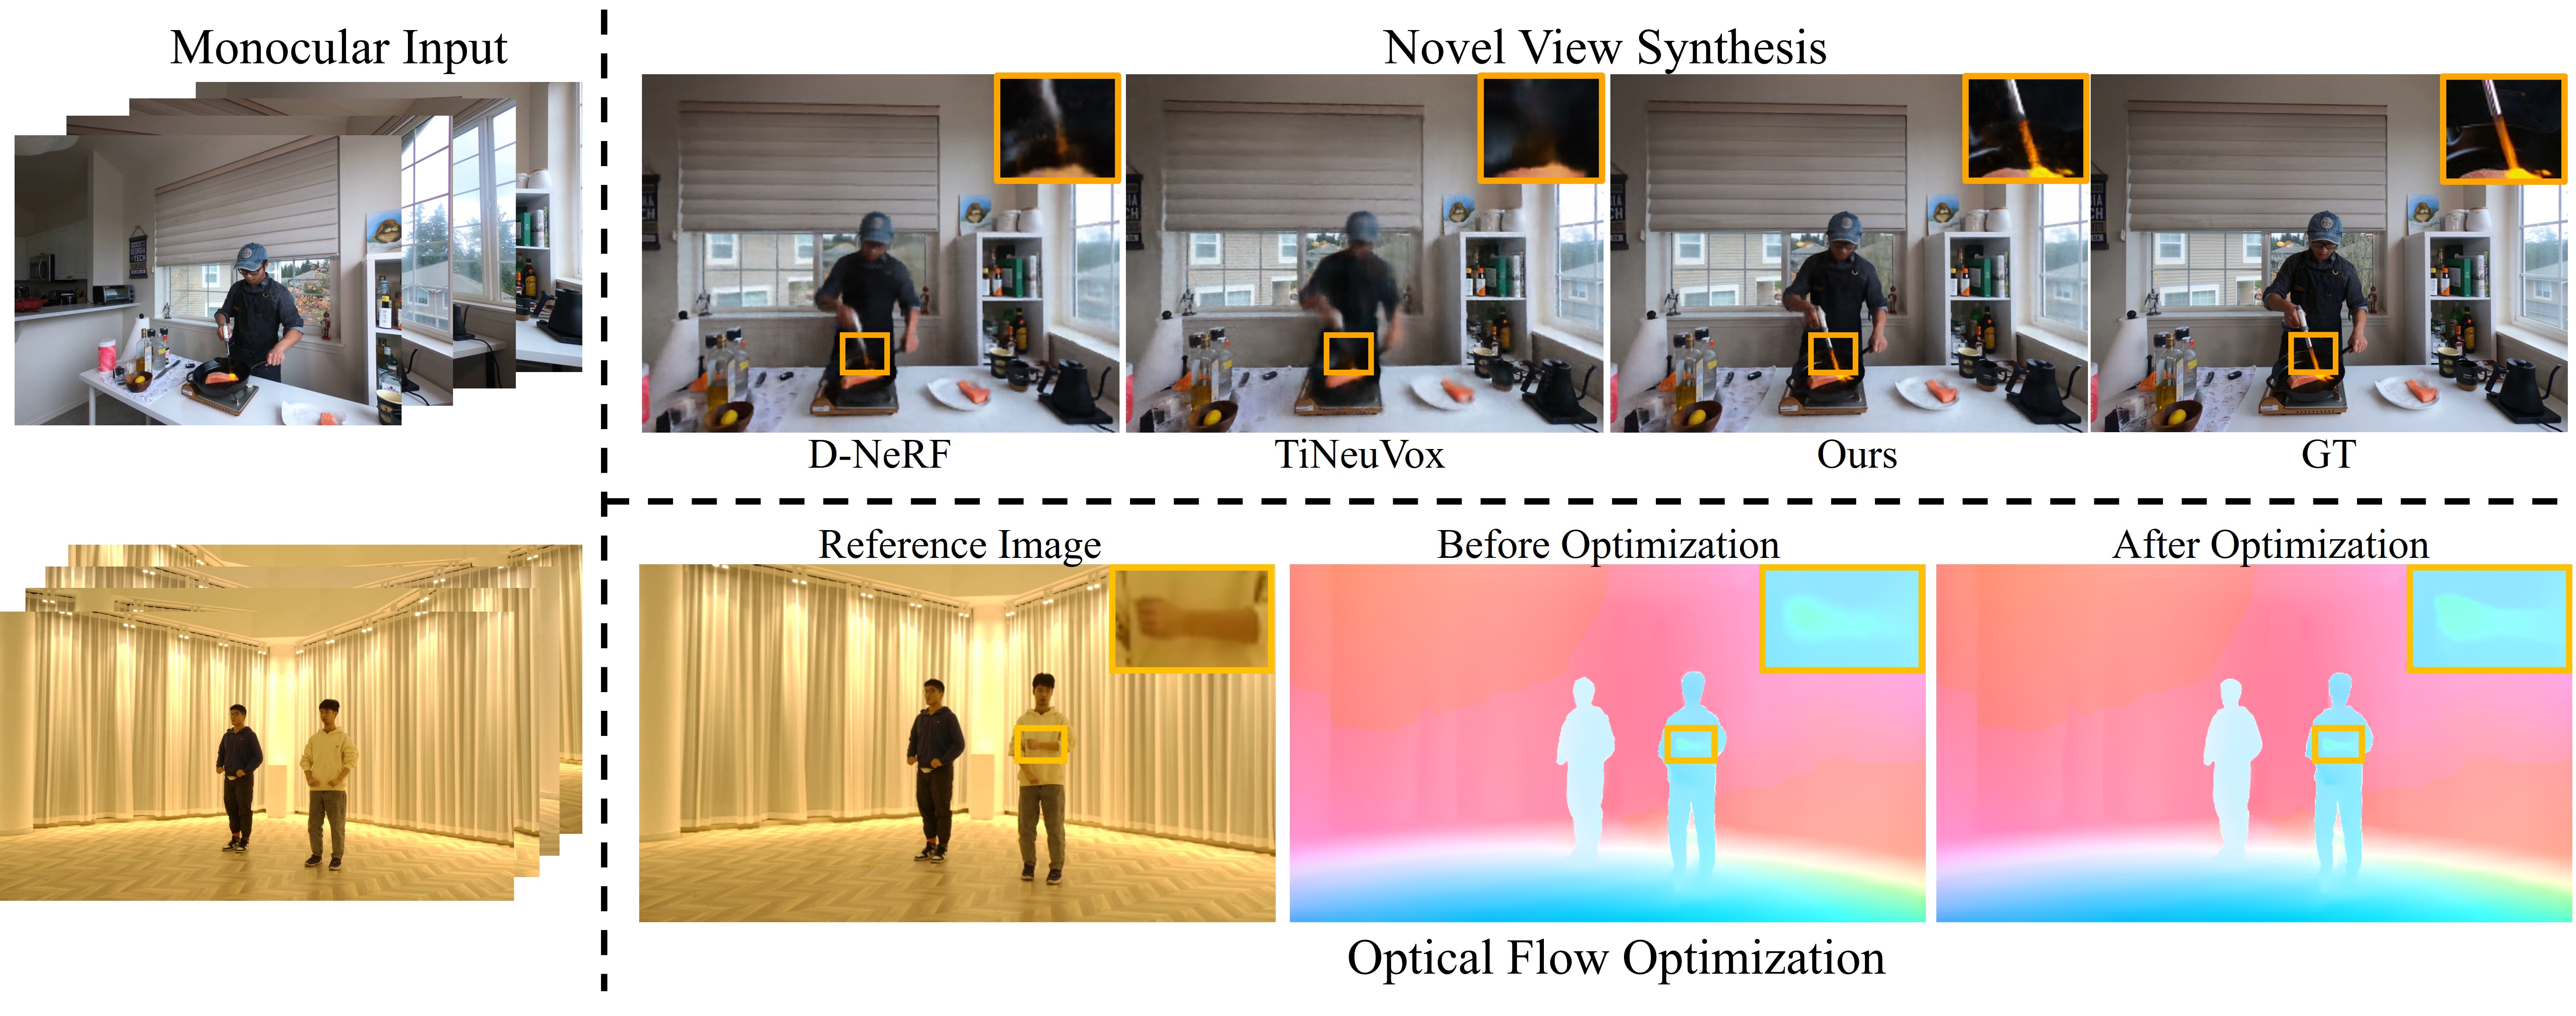 Monocular Input
Novel View Synthesis
D-NeRF
TiNeuVox
Ours
GT
Reference Image
Before Optimization
After Optimization
Optical Flow Optimization